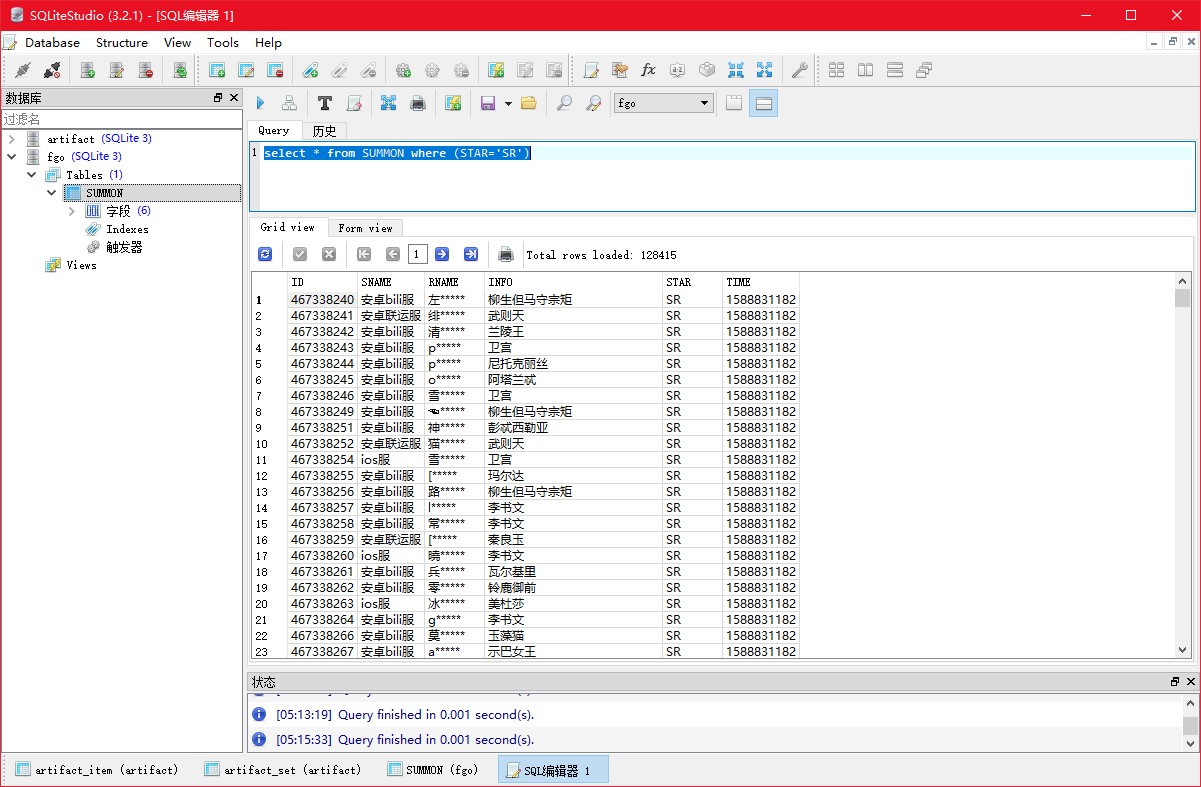 SQLiteStudio (3.2.1) - [SQL编辑器 1]
Database Structure View Tools Help
数据库
过滤名
artifact (SQLite 3)
fgo (SQLite 3)
Tables (1)
SUMMON
字段 (6)
Indexes
触发器
Views
fgo
Query 历史
1 select * from SUMMON where (STAR='SR')
Grid view Form view
1 Total rows loaded: 128415
ID SNAME RNAME INFO STAR TIME
1 467338240 安卓bili服 左***** 柳生但马守宗矩 SR 1588831182
2 467338241 安卓联运服 绯***** 武则天 SR 1588831182
3 467338242 安卓bili服 清***** 兰陵王 SR 1588831182
4 467338243 安卓bili服 p***** 卫宫 SR 1588831182
5 467338244 安卓bili服 p***** 尼托克丽丝 SR 1588831182
6 467338245 安卓bili服 o***** 阿塔兰忒 SR 1588831182
7 467338246 安卓bili服 雪***** 卫宫 SR 1588831182
8 467338249 安卓bili服 ☜***** 柳生但马守宗矩 SR 1588831182
9 467338251 安卓bili服 神***** 彭忒西勒亚 SR 1588831182
10 467338252 安卓联运服 猫***** 武则天 SR 1588831182
11 467338254 ios服 雪***** 卫宫 SR 1588831182
12 467338255 安卓bili服 [***** 玛尔达 SR 1588831182
13 467338256 安卓bili服 路***** 柳生但马守宗矩 SR 1588831182
14 467338257 安卓bili服 l***** 李书文 SR 1588831182
15 467338258 安卓bili服 常***** 李书文 SR 1588831182
16 467338259 安卓联运服 [***** 秦良玉 SR 1588831182
17 467338260 ios服 晓***** 李书文 SR 1588831182
18 467338261 安卓bili服 兵***** 瓦尔基里 SR 1588831182
19 467338262 安卓bili服 零***** 铃鹿御前 SR 1588831182
20 467338263 ios服 冰***** 美杜莎 SR 1588831182
21 467338264 安卓bili服 g***** 李书文 SR 1588831182
22 467338266 安卓bili服 莫***** 玉藻猫 SR 1588831182
23 467338267 安卓bili服 a***** 示巴女王 SR 1588831182
状态
[05:13:19] Query finished in 0.001 second(s).
[05:15:33] Query finished in 0.001 second(s).
artifact_item (artifact) artifact_set (artifact) SUMMON (fgo) SQL编辑器 1